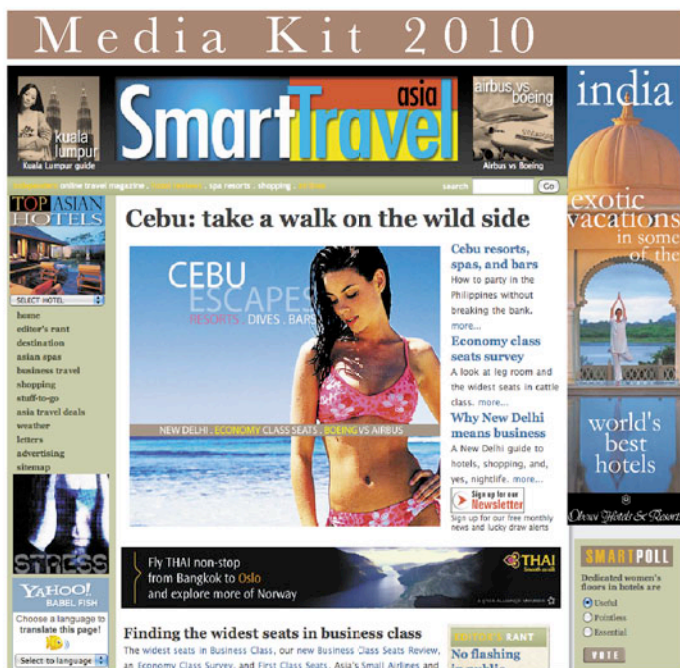 Media Kit 2010
kuala
lumpur
Kuala Lumpur guide
SmartTravel
asia
airbus vs
boeing
Airbus vs Boeing
online travel magazine . spa resorts . shopping .
search
Go
TOP ASIAN
HOTELS
SELECT HOTEL
home
editor's rant
destination
asian spas
business travel
shopping
stuff-to-go
asia travel deals
weather
letters
advertising
sitemap
STRESS
YAHOO!
BABEL FISH
Choose a language to
translate this page!
Select to language
Cebu: take a walk on the wild side
CEBU
ESCAPES
RESORTS . DIVES . BARS
NEW DELHI . ECONOMY CLASS SEATS . BOEING VS AIRBUS
Cebu resorts,
spas, and bars
How to party in the
Philippines without
breaking the bank.
more...
Economy class
seats survey
A look at leg room and
the widest seats in cattle
class. more...
Why New Delhi
means business
A New Delhi guide to
hotels, shopping, and,
yes, nightlife. more...
Sign up for our
Newsletter
Sign up for our free monthly
news and lucky draw alerts
Fly THAI non-stop
from Bangkok to Oslo
and explore more of Norway
THAI
Smooth as silk
A STAR ALLIANCE MEMBER
Finding the widest seats in business class
The widest seats in Business Class, our new Business Class Seats Review,
an Economy Class Survey, and First Class Seats. Asia's Small Airlines and
EDITOR'S RANT
No flashing
india
exotic
vacations
in some
of the
world's
best
hotels
Oberoi Hotels & Resorts
SMARTPOLL
Dedicated women's
floors in hotels are
Useful
Pointless
Essential
VOTE